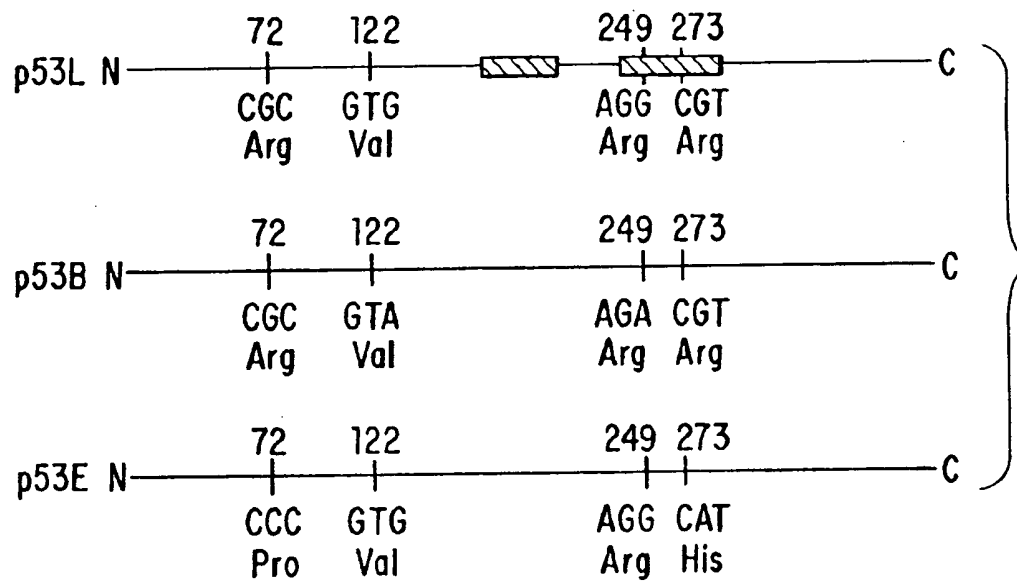 72 122 249 273
p53L N C
CGC GTG AGG CGT
Arg Val Arg Arg
72 122 249 273
p53B N C
CGC GTA AGA CGT
Arg Val Arg Arg
72 122 249 273
p53E N C
CCC GTG AGG CAT
Pro Val Arg His